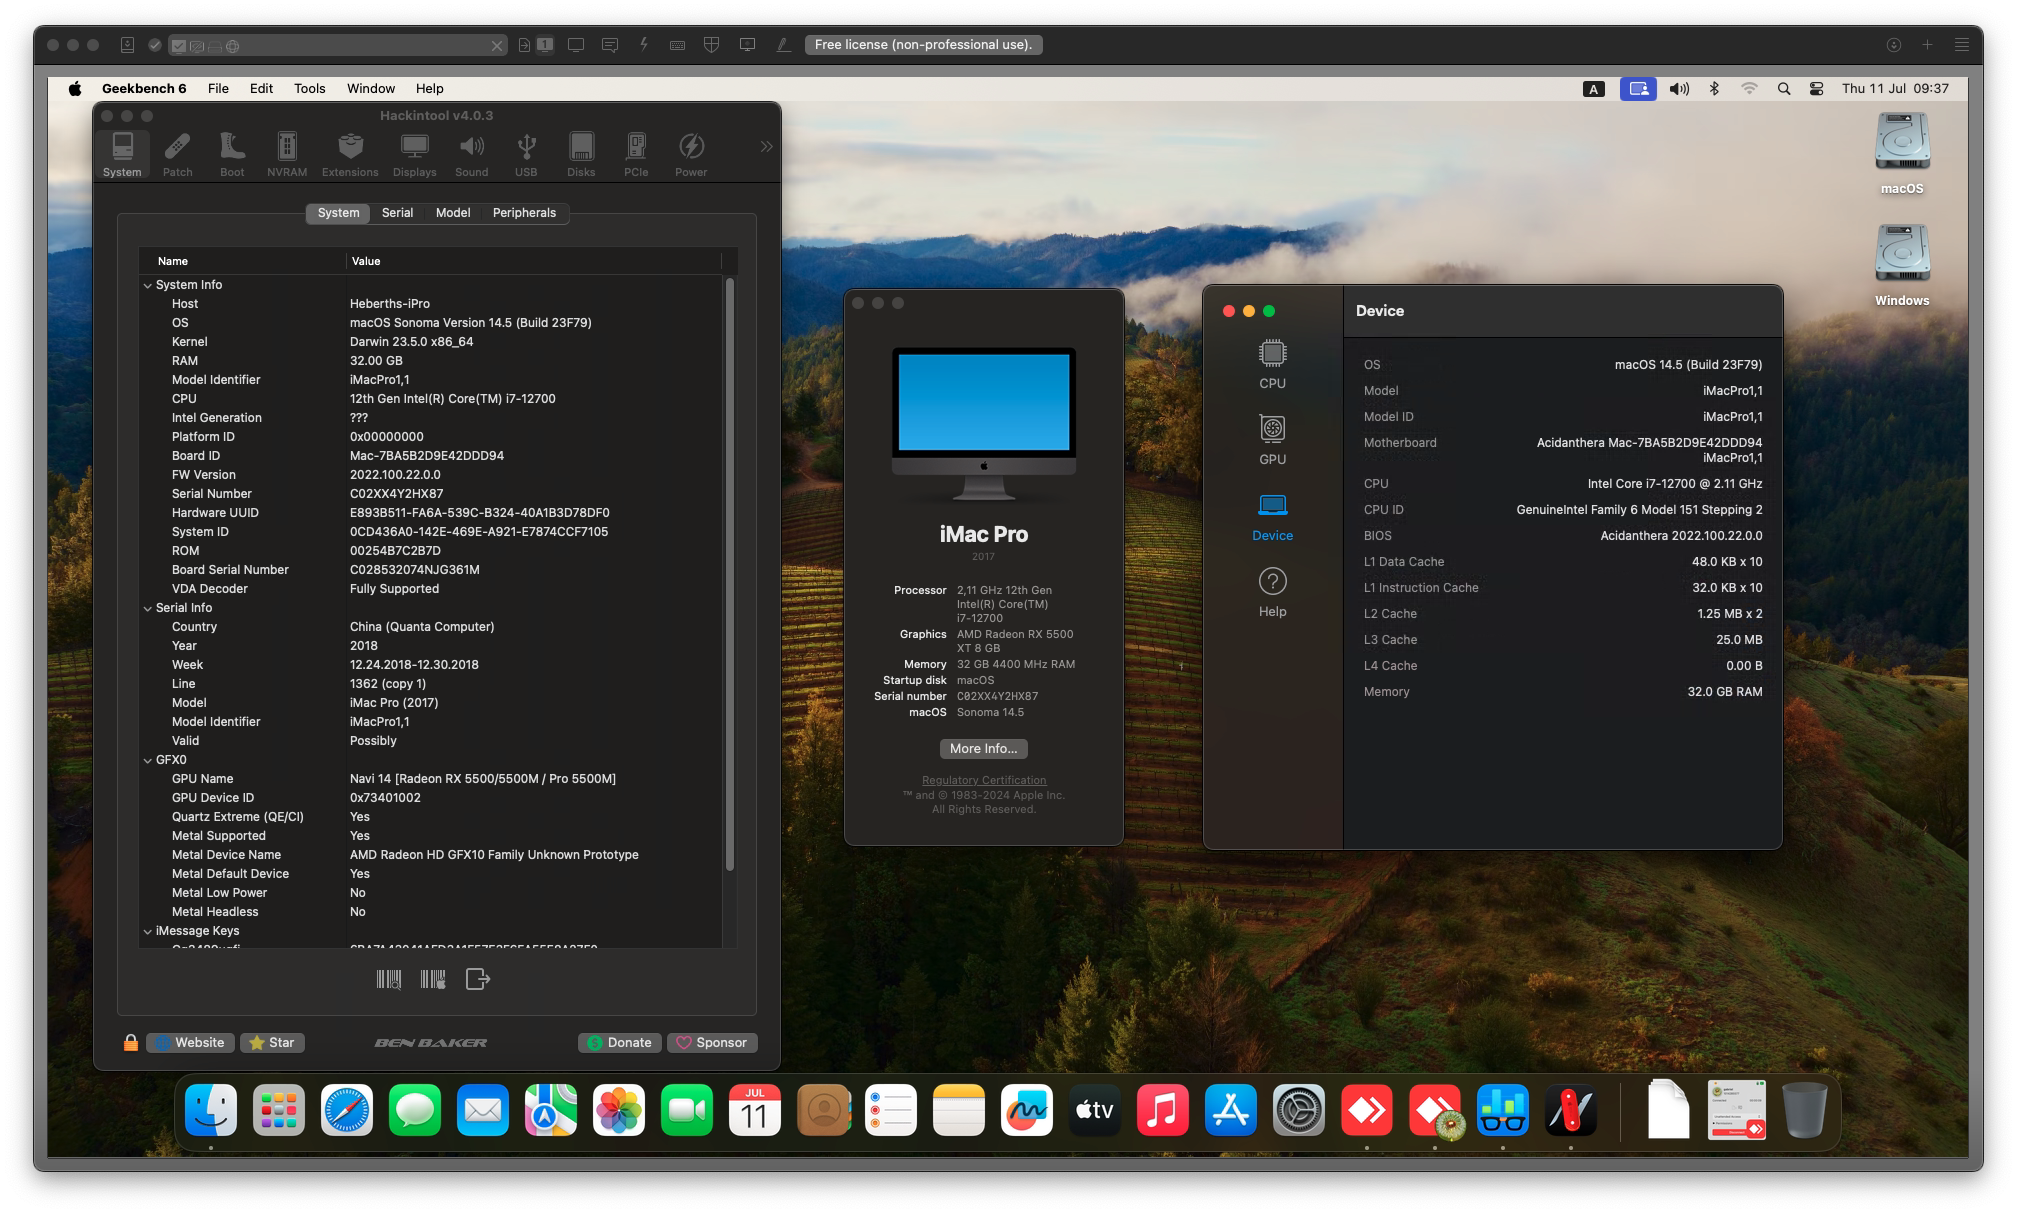 1
Free license (non-professional use).
Geekbench 6 File Edit Tools Window Help
A
Thu 11 Jul 09:37
Hackintool v4.0.3
System Patch Boot NVRAM Extensions Displays Sound USB Disks PCIe Power
System Serial Model Peripherals
Name Value
System Info
Host Heberths-iPro
OS macOS Sonoma Version 14.5 (Build 23F79)
Kernel Darwin 23.5.0 x86_64
RAM 32.00 GB
Model Identifier iMacPro1,1
CPU 12th Gen Intel(R) Core(TM) i7-12700
Intel Generation ???
Platform ID 0x00000000
Board ID Mac-7BA5B2D9E42DDD94
FW Version 2022.100.22.0.0
Serial Number C02XX4Y2HX87
Hardware UUID E893B511-FA6A-539C-B324-40A1B3D78DF0
System ID 0CD436A0-142E-469E-A921-E7874CCF7105
ROM 00254B7C2B7D
Board Serial Number C028532074NJG361M
VDA Decoder Fully Supported
Serial Info
Country China (Quanta Computer)
Year 2018
Week 12.24.2018-12.30.2018
Line 1362 (copy 1)
Model iMac Pro (2017)
Model Identifier iMacPro1,1
Valid Possibly
GFX0
GPU Name Navi 14 [Radeon RX 5500/5500M / Pro 5500M]
GPU Device ID 0x73401002
Quartz Extreme (QE/CI) Yes
Metal Supported Yes
Metal Device Name AMD Radeon HD GFX10 Family Unknown Prototype
Metal Default Device Yes
Metal Low Power No
Metal Headless No
iMessage Keys
Website Star BEN BAKER Donate Sponsor
iMac Pro
2017
Processor 2,11 GHz 12th Gen
Intel(R) Core(TM)
i7-12700
Graphics AMD Radeon RX 5500
XT 8 GB
Memory 32 GB 4400 MHz RAM
Startup disk macOS
Serial number C02XX4Y2HX87
macOS Sonoma 14.5
More Info...
Regulatory Certification
™ and © 1983-2024 Apple Inc.
All Rights Reserved.
CPU
GPU
Device
Help
Device
OS macOS 14.5 (Build 23F79)
Model iMacPro1,1
Model ID iMacPro1,1
Motherboard Acidanthera Mac-7BA5B2D9E42DDD94
iMacPro1,1
CPU Intel Core i7-12700 @ 2.11 GHz
CPU ID GenuineIntel Family 6 Model 151 Stepping 2
BIOS Acidanthera 2022.100.22.0.0
L1 Data Cache 48.0 KB x 10
L1 Instruction Cache 32.0 KB x 10
L2 Cache 1.25 MB x 2
L3 Cache 25.0 MB
L4 Cache 0.00 B
Memory 32.0 GB RAM
macOS
Windows
JUL
11
tv